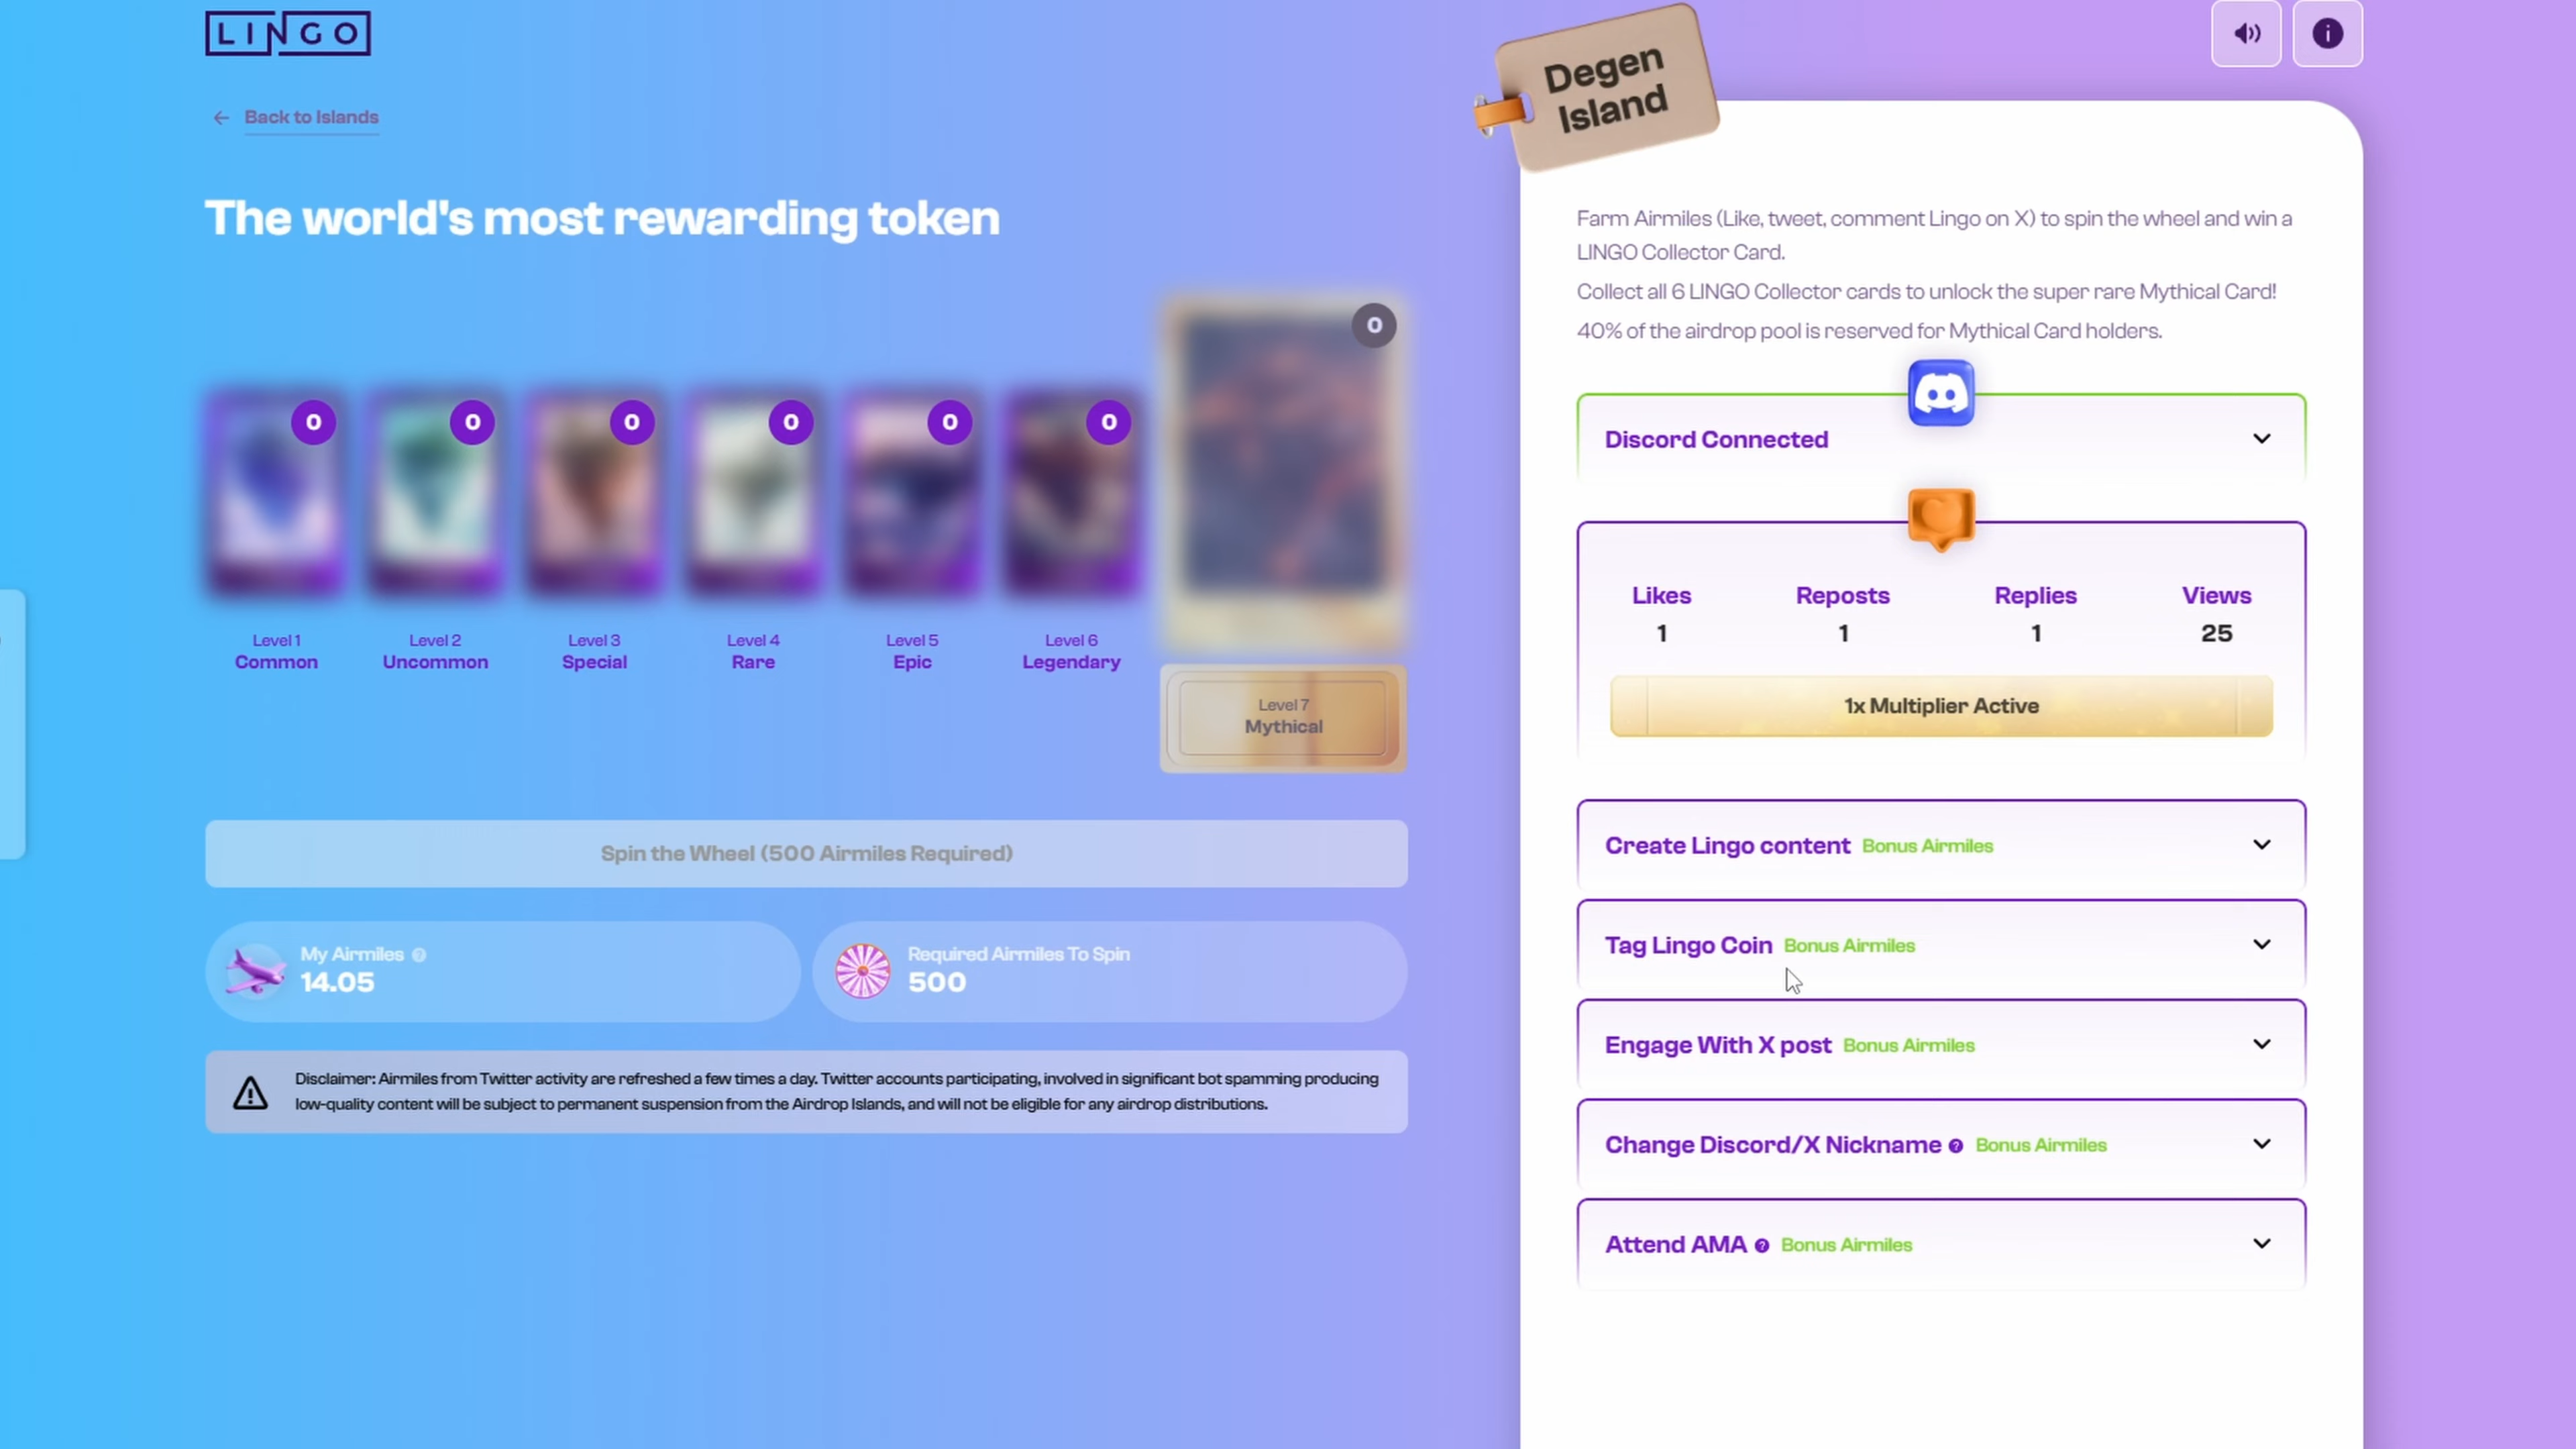 LINGO
Back to Islands
The world's most rewarding token
0
0
0
0
0
0
0
Level 1
Common
Level 2
Uncommon
Level 3
Special
Level 4
Rare
Level 5
Epic
Level 6
Legendary
Level 7
Mythical
Spin the Wheel (500 Airmiles Required)
My Airmiles
14.05
Required Airmiles To Spin
500
Disclaimer: Airmiles from Twitter activity are refreshed a few times a day. Twitter accounts participating, involved in significant bot spamming producing
low-quality content will be subject to permanent suspension from the Airdrop Islands, and will not be eligible for any airdrop distributions.
Degen
Island
Farm Airmiles (Like, tweet, comment Lingo on X) to spin the wheel and win a
LINGO Collector Card.
Collect all 6 LINGO Collector cards to unlock the super rare Mythical Card!
40% of the airdrop pool is reserved for Mythical Card holders.
Discord Connected
Likes Reposts Replies Views
1 1 1 25
1x Multiplier Active
Create Lingo content Bonus Airmiles
Tag Lingo Coin Bonus Airmiles
Engage With X post Bonus Airmiles
Change Discord/X Nickname Bonus Airmiles
Attend AMA Bonus Airmiles